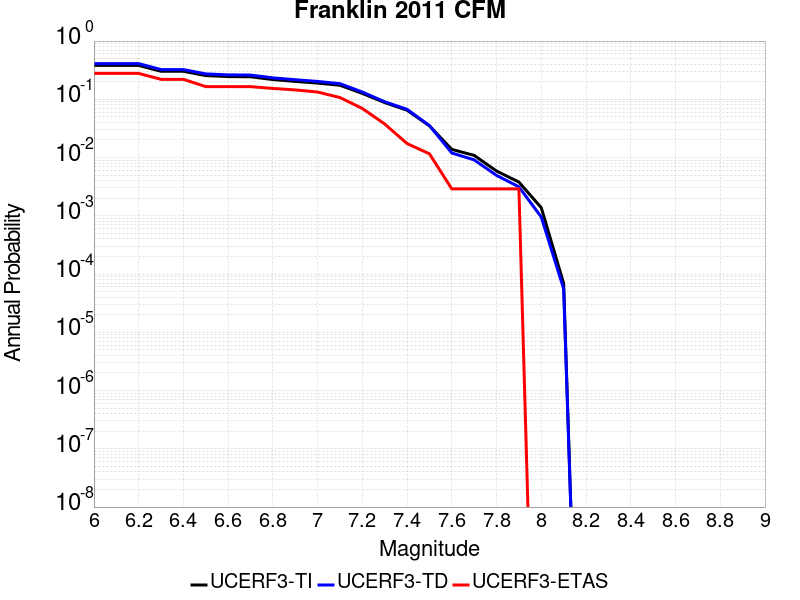 Franklin 2011 CFM
10^0
10^-1
10^-2
10^-3
10^-4
10^-5
10^-6
10^-7
10^-8
Annual Probability
6 6.2 6.4 6.6 6.8 7 7.2 7.4 7.6 7.8 8 8.2 8.4 8.6 8.8 9
Magnitude
UCERF3-TI UCERF3-TD UCERF3-ETAS